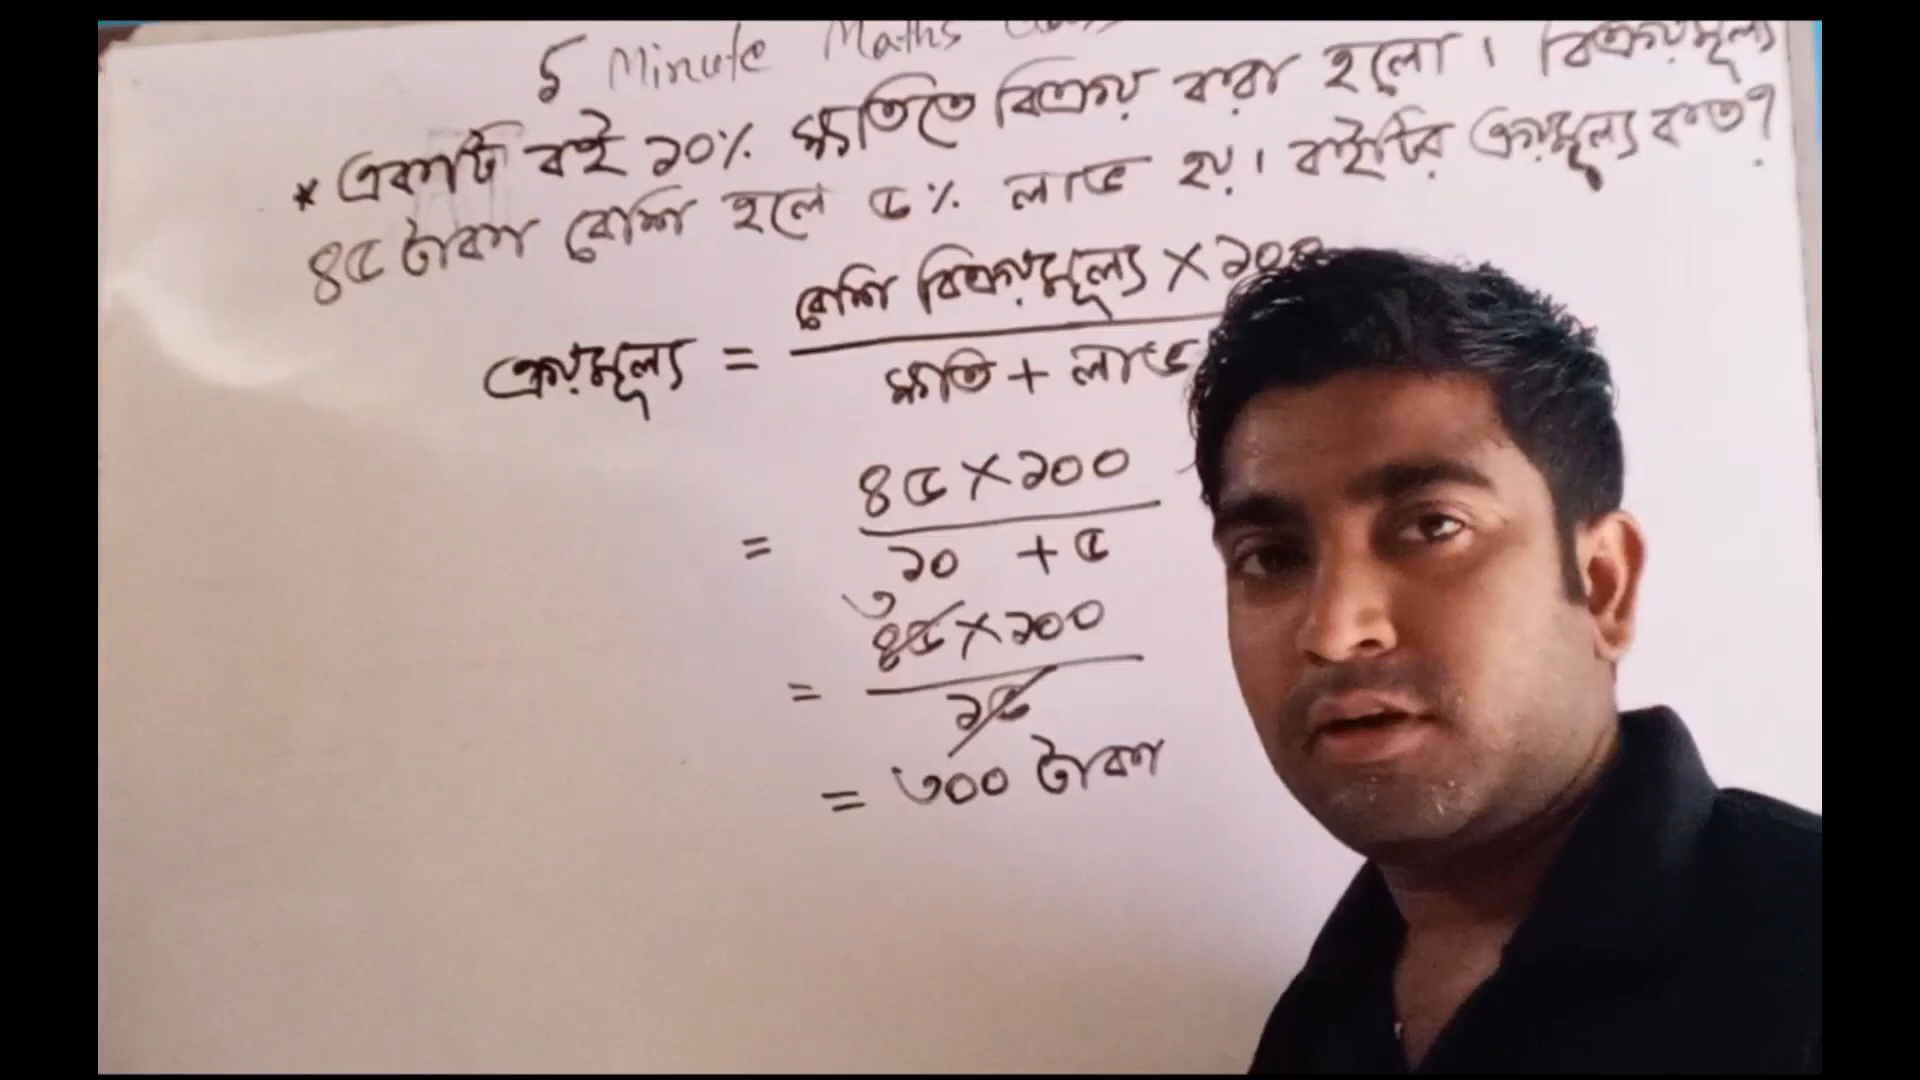 5 Minute Maths Class
* একটি বই ১০% ক্ষতিতে বিক্রয় করা হলো। বিক্রয়মূল্য
৪৫ টাকা বেশি হলে ৫% লাভ হয়। বইটির ক্রয়মূল্য কত?
ক্রয়মূল্য = বেশি বিক্রয়মূল্য × ১০০
ক্ষতি + লাভ
= ৪৫ × ১০০
১০ + ৫
৩
= ৪৫ × ১০০
১৫
= ৩০০ টাকা